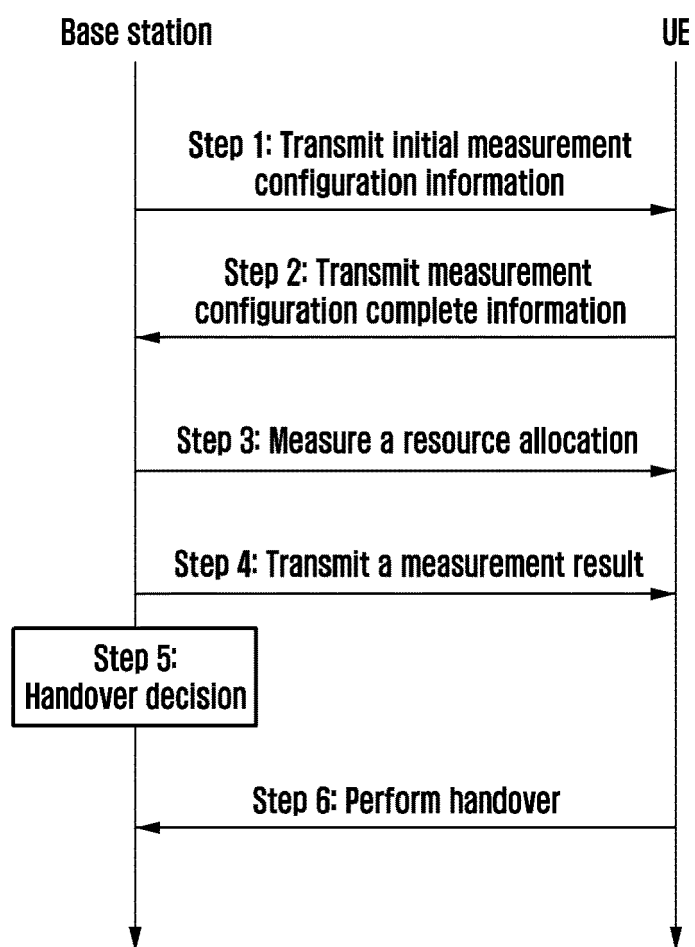 Base station
UE
Step 1: Transmit initial measurement
configuration information
Step 2: Transmit measurement
configuration complete information
Step 3: Measure a resource allocation
Step 4: Transmit a measurement result
Step 5:
Handover decision
Step 6: Perform handover